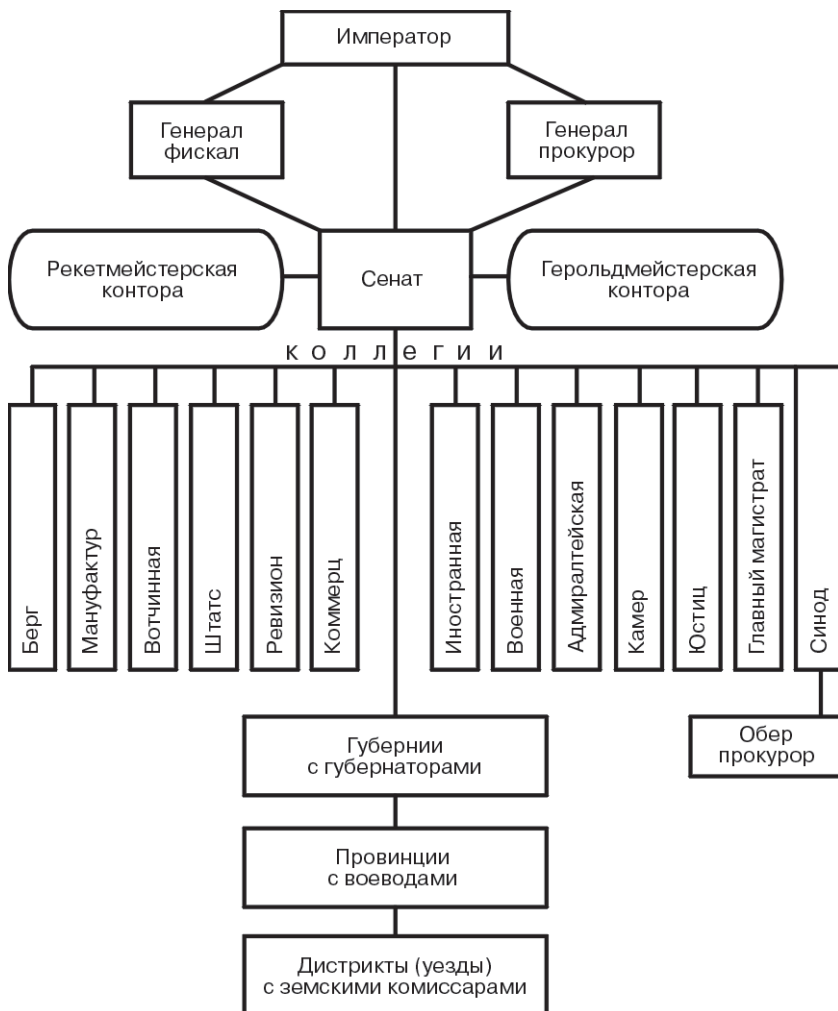 Император
Генерал
фискал
Генерал
прокурор
Рекетмейстерская
контора
Сенат
Герольдмейстерская
контора
коллегии
Берг
Мануфактур
Вотчинная
Штатс
Ревизион
Коммерц
Иностранная
Военная
Адмиралтейская
Камер
Юстиц
Главный магистрат
Синод
Губернии
с губернаторами
Обер
прокурор
Провинции
с воеводами
Дистрикты (уезды)
с земскими комиссарами